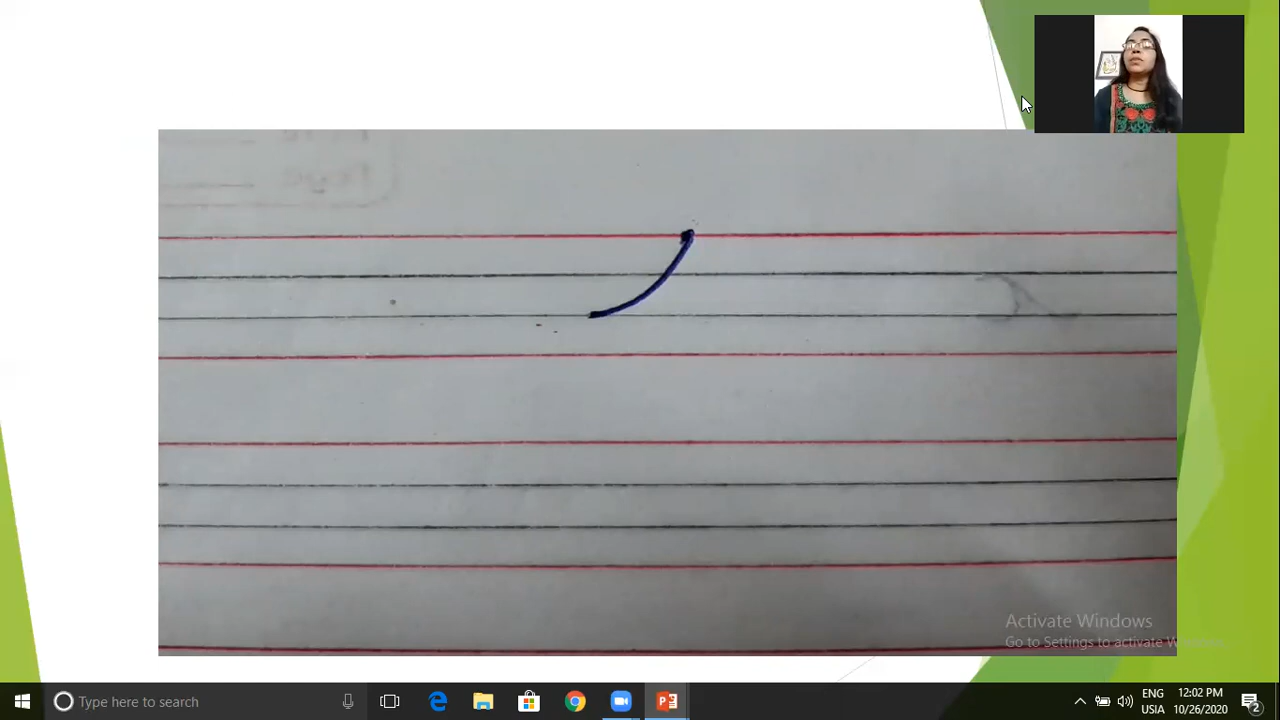 Activate Windows
Go to Settings to activate W
Type here to search
ENG
USIA
12:02 PM
10/26/2020
2